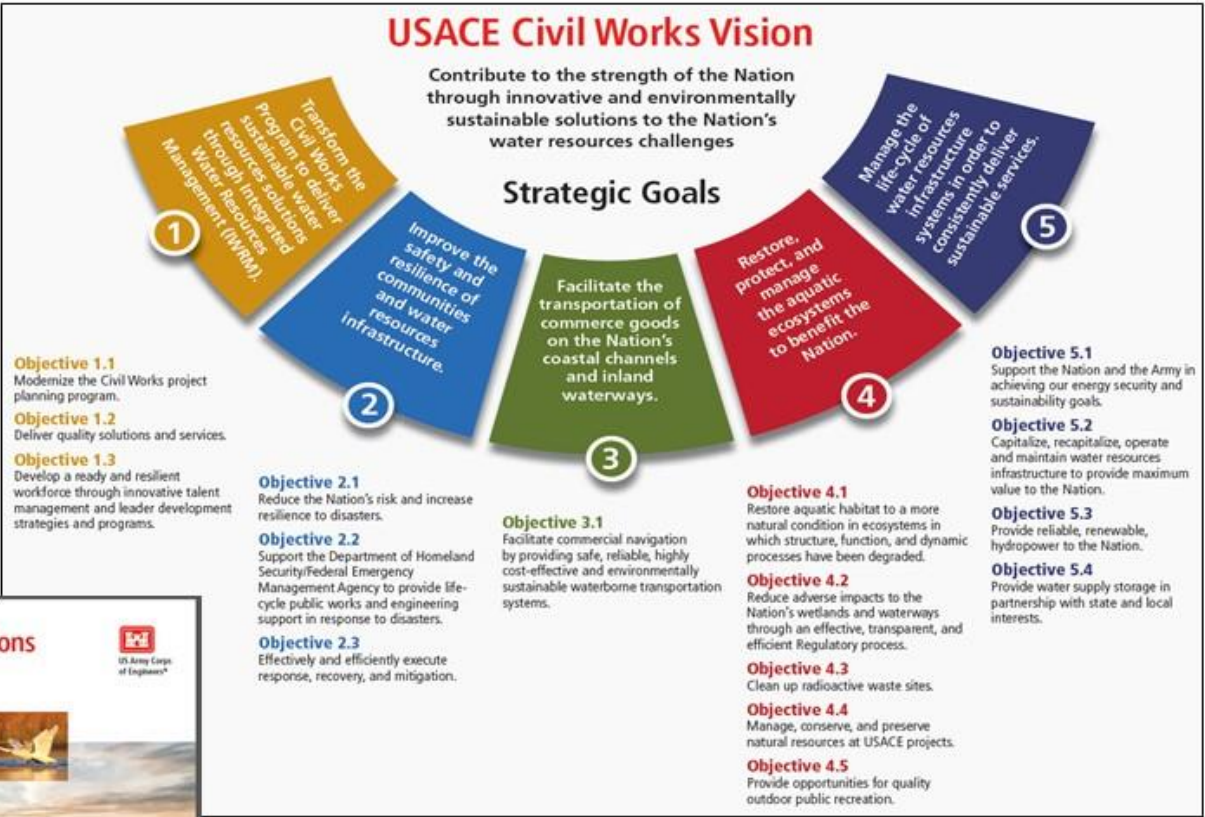 USACE Civil Works Vision
Contribute to the strength of the Nation
through innovative and environmentally
sustainable solutions to the Nation's
water resources challenges
Strategic Goals
Transform the
Civil Works
Program to deliver
sustainable water
resources solutions
through Integrated
Water Resources
Management (IWRM).
1
Improve the
safety and
resilience of
communities
and water
resources
infrastructure.
2
Facilitate the
transportation of
commerce goods
on the Nation's
coastal channels
and inland
waterways.
3
Restore,
protect, and
manage
the aquatic
ecosystems
to benefit the
Nation.
4
Manage the
life-cycle of
water resources
infrastructure
systems in order to
consistently deliver
sustainable services.
5
Objective 1.1
Modernize the Civil Works project
planning program.
Objective 1.2
Deliver quality solutions and services.
Objective 1.3
Develop a ready and resilient
workforce through innovative talent
management and leader development
strategies and programs.
Objective 2.1
Reduce the Nation's risk and increase
resilience to disasters.
Objective 2.2
Support the Department of Homeland
Security/Federal Emergency
Management Agency to provide life-
cycle public works and engineering
support in response to disasters.
Objective 2.3
Effectively and efficiently execute
response, recovery, and mitigation.
Objective 3.1
Facilitate commercial navigation
by providing safe, reliable, highly
cost-effective and environmentally
sustainable waterborne transportation
systems.
Objective 4.1
Restore aquatic habitat to a more
natural condition in ecosystems in
which structure, function, and dynamic
processes have been degraded.
Objective 4.2
Reduce adverse impacts to the
Nation's wetlands and waterways
through an effective, transparent, and
efficient Regulatory process.
Objective 4.3
Clean up radioactive waste sites.
Objective 4.4
Manage, conserve, and preserve
natural resources at USACE projects.
Objective 4.5
Provide opportunities for quality
outdoor public recreation.
Objective 5.1
Support the Nation and the Army in
achieving our energy security and
sustainability goals.
Objective 5.2
Capitalize, recapitalize, operate
and maintain water resources
infrastructure to provide maximum
value to the Nation.
Objective 5.3
Provide reliable, renewable,
hydropower to the Nation.
Objective 5.4
Provide water supply storage in
partnership with state and local
interests.
ons
US Army Corps
of Engineers®